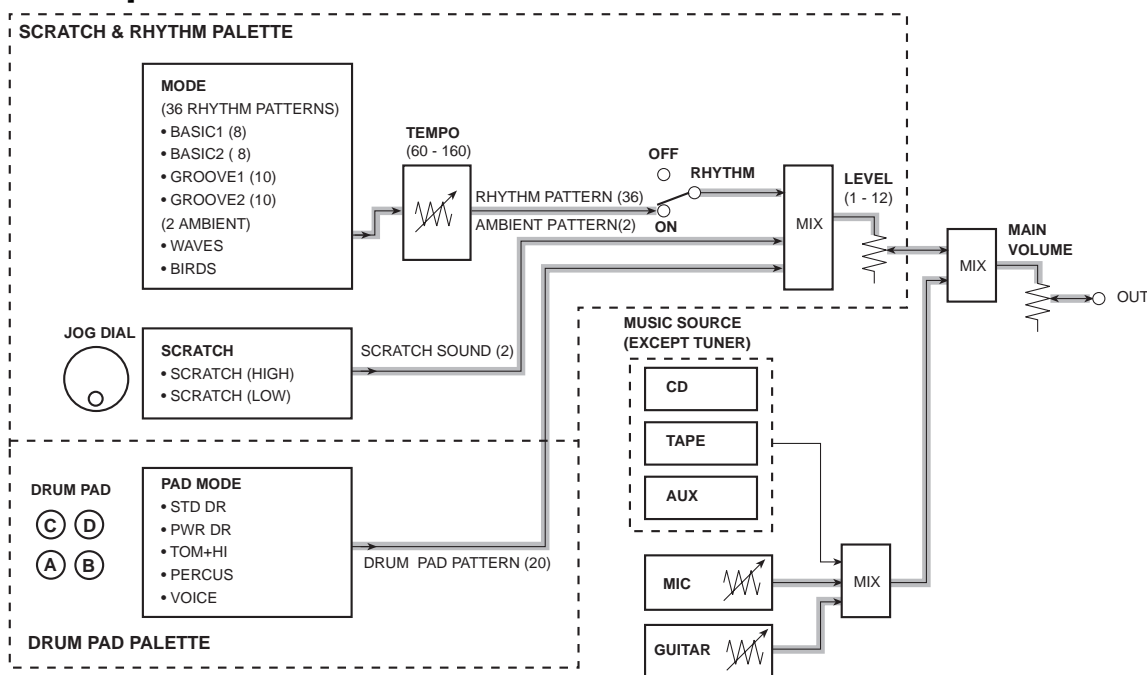 SCRATCH & RHYTHM PALETTE
MODE
(36 RHYTHM PATTERNS)
• BASIC1 (8)
• BASIC2 ( 8)
• GROOVE1 (10)
• GROOVE2 (10)
(2 AMBIENT)
• WAVES
• BIRDS
TEMPO
(60 - 160)
RHYTHM PATTERN (36)
AMBIENT PATTERN(2)
OFF
RHYTHM
ON
MIX
LEVEL
(1 - 12)
MIX
MAIN
VOLUME
OUT
JOG DIAL
SCRATCH
• SCRATCH (HIGH)
• SCRATCH (LOW)
SCRATCH SOUND (2)
MUSIC SOURCE
(EXCEPT TUNER)
CD
TAPE
AUX
DRUM PAD
C D
A B
PAD MODE
• STD DR
• PWR DR
• TOM+HI
• PERCUS
• VOICE
DRUM PAD PATTERN (20)
MIC
MIX
GUITAR
DRUM PAD PALETTE